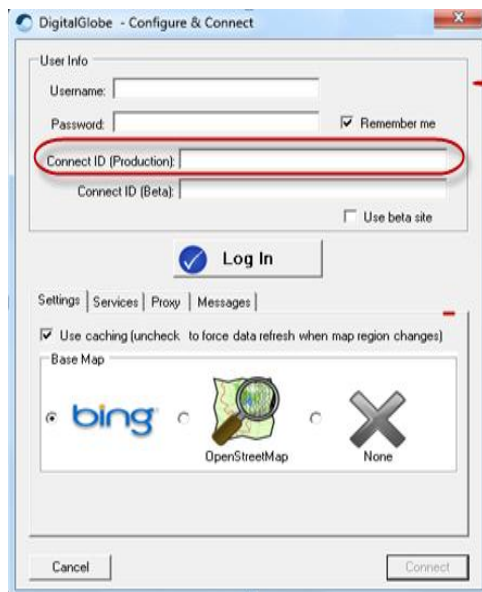 DigitalGlobe - Configure & Connect
User Info
Username:
Password:
Remember me
Connect ID (Production):
Connect ID (Beta):
Use beta site
Log In
Settings Services Proxy Messages
Use caching (uncheck to force data refresh when map region changes)
Base Map
bing
OpenStreetMap
None
Cancel
Connect